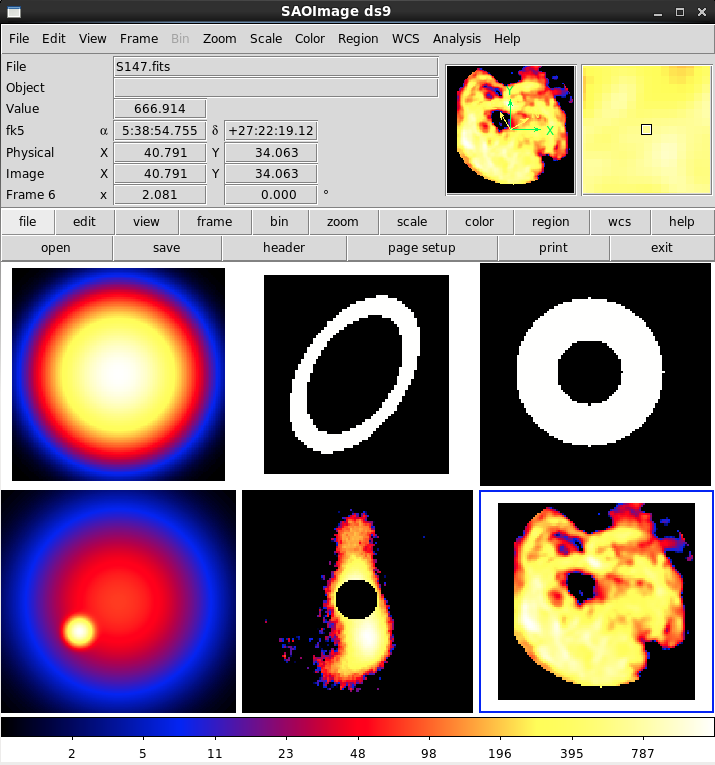 SAOImage ds9
File Edit View Frame Bin Zoom Scale Color Region WCS Analysis Help
File S147.fits
Object
Value 666.914
fk5 α 5:38:54.755 δ +27:22:19.12
Physical X 40.791 Y 34.063
Image X 40.791 Y 34.063
Frame 6 x 2.081 0.000 °
Y
X
file edit view frame bin zoom scale color region wcs help
open save header page setup print exit
2 5 11 23 48 98 196 395 787